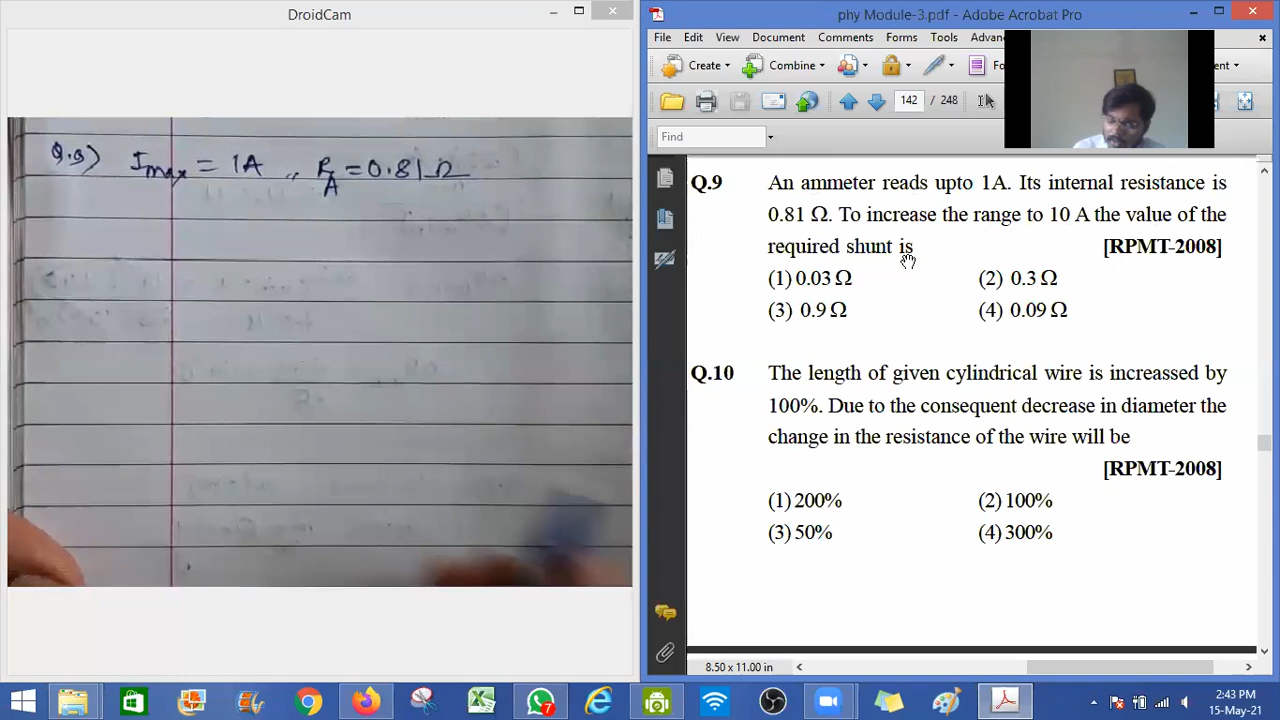 DroidCam
phy Module-3.pdf - Adobe Acrobat Pro
File Edit View Document Comments Forms Tools
Create Combine
142 / 248
Find
Q.9) Imax = 1A , RA = 0.81 Ω
Q.9 An ammeter reads upto 1A. Its internal resistance is
0.81 Ω. To increase the range to 10 A the value of the
required shunt is [RPMT-2008]
(1) 0.03 Ω (2) 0.3 Ω
(3) 0.9 Ω (4) 0.09 Ω
Q.10 The length of given cylindrical wire is increassed by
100%. Due to the consequent decrease in diameter the
change in the resistance of the wire will be
[RPMT-2008]
(1) 200% (2) 100%
(3) 50% (4) 300%
8.50 x 11.00 in
7
2:43 PM
15-May-21